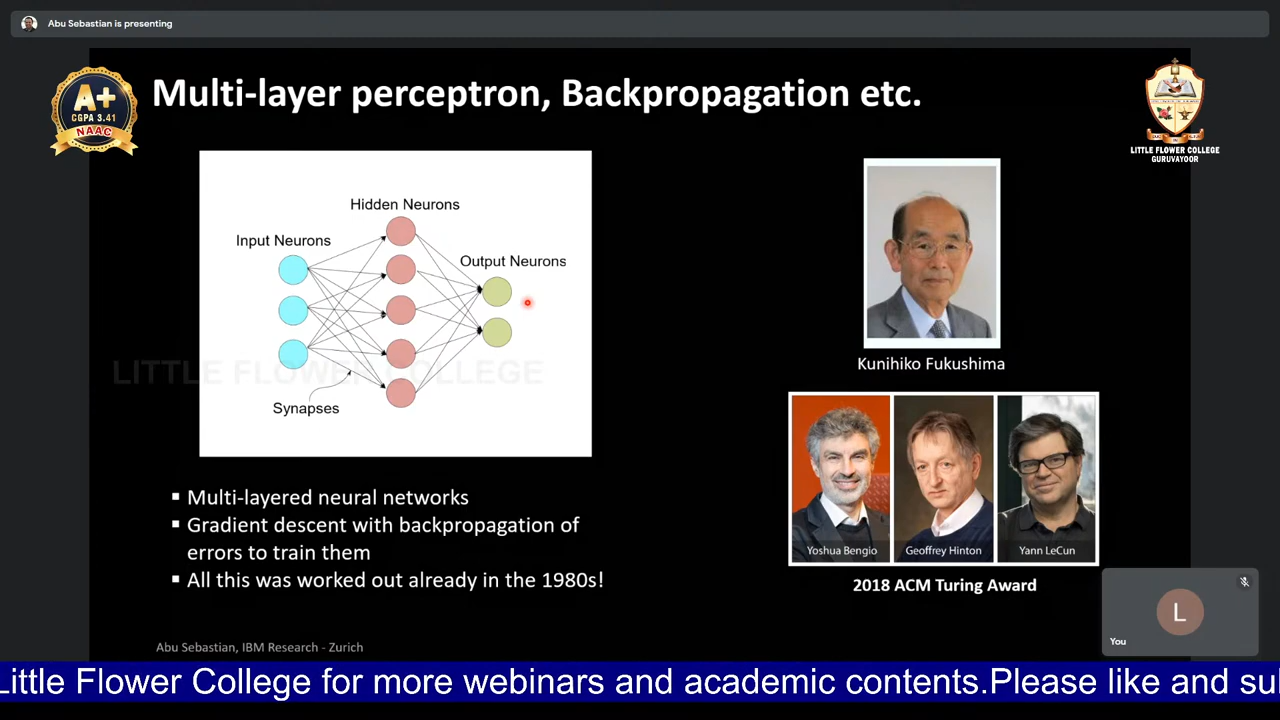 Abu Sebastian is presenting
A+
CGPA 3.41
NAAC
Multi-layer perceptron, Backpropagation etc.
LITTLE FLOWER COLLEGE
GURUVAYOOR
Hidden Neurons
Input Neurons
Output Neurons
LITTLE FLOWER COLLEGE
Synapses
Kunihiko Fukushima
▪ Multi-layered neural networks
▪ Gradient descent with backpropagation of
errors to train them
▪ All this was worked out already in the 1980s!
Yoshua Bengio
Geoffrey Hinton
Yann LeCun
2018 ACM Turing Award
L
You
Abu Sebastian, IBM Research - Zurich
Little Flower College for more webinars and academic contents.Please like and su